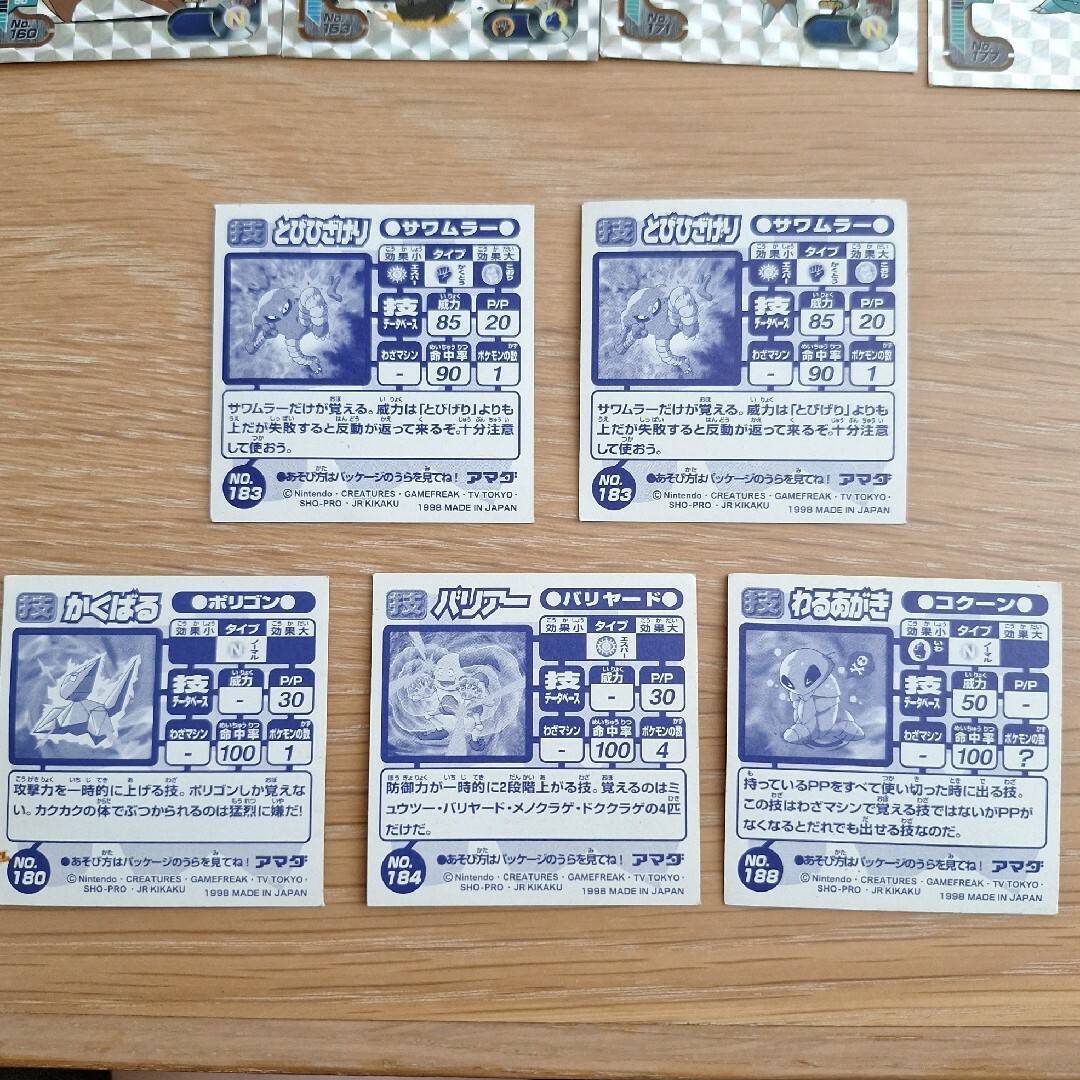 No. 160
N
No. 153
No. 171
N
No. 177
技 とびひざげり ●サワムラー●
効果小 タイプ 効果大
エスパー かくとう こおり
技データベース 威力 85 P/P 20
わざマシン - 命中率 90 ポケモンの数 1
サワムラーだけが覚える。威力は「とびげり」よりも
上だが失敗すると反動が返って来るぞ。十分注意
して使おう。
NO. 183 ●あそび方はパッケージのうらを見てね! アマダ
©Nintendo・CREATURES・GAMEFREAK・TV TOKYO・
SHO-PRO・JR KIKAKU 1998 MADE IN JAPAN
技 とびひざげり ●サワムラー●
効果小 タイプ 効果大
エスパー かくとう こおり
技データベース 威力 85 P/P 20
わざマシン - 命中率 90 ポケモンの数 1
サワムラーだけが覚える。威力は「とびげり」よりも
上だが失敗すると反動が返って来るぞ。十分注意
して使おう。
NO. 183 ●あそび方はパッケージのうらを見てね! アマダ
©Nintendo・CREATURES・GAMEFREAK・TV TOKYO・
SHO-PRO・JR KIKAKU 1998 MADE IN JAPAN
技 かくばる ●ポリゴン●
効果小 タイプ 効果大
N ノーマル
技データベース 威力 - P/P 30
わざマシン - 命中率 100 ポケモンの数 1
攻撃力を一時的に上げる技。ポリゴンしか覚えな
い。カクカクの体でぶつかられるのは猛烈に嫌だ!
NO. 180 ●あそび方はパッケージのうらを見てね! アマダ
©Nintendo・CREATURES・GAMEFREAK・TV TOKYO・
SHO-PRO・JR KIKAKU 1998 MADE IN JAPAN
技 バリアー ●バリヤード●
効果小 タイプ 効果大
エスパー
技データベース 威力 - P/P 30
わざマシン - 命中率 100 ポケモンの数 4
防御力が一時的に2段階上がる技。覚えるのはミ
ュウツー・バリヤード・メノクラゲ・ドククラゲの4匹
だけだ。
NO. 184 ●あそび方はパッケージのうらを見てね! アマダ
©Nintendo・CREATURES・GAMEFREAK・TV TOKYO・
SHO-PRO・JR KIKAKU 1998 MADE IN JAPAN
技 わるあがき ●コクーン●
効果小 タイプ 効果大
いわ N ノーマル
技データベース 威力 50 P/P -
わざマシン - 命中率 100 ポケモンの数 ?
持っているPPをすべて使い切った時に出る技。
この技はわざマシンで覚える技ではないがPPが
なくなるとだれでも出せる技なのだ。
NO. 188 ●あそび方はパッケージのうらを見てね! アマダ
©Nintendo・CREATURES・GAMEFREAK・TV TOKYO・
SHO-PRO・JR KIKAKU 1998 MADE IN JAPAN